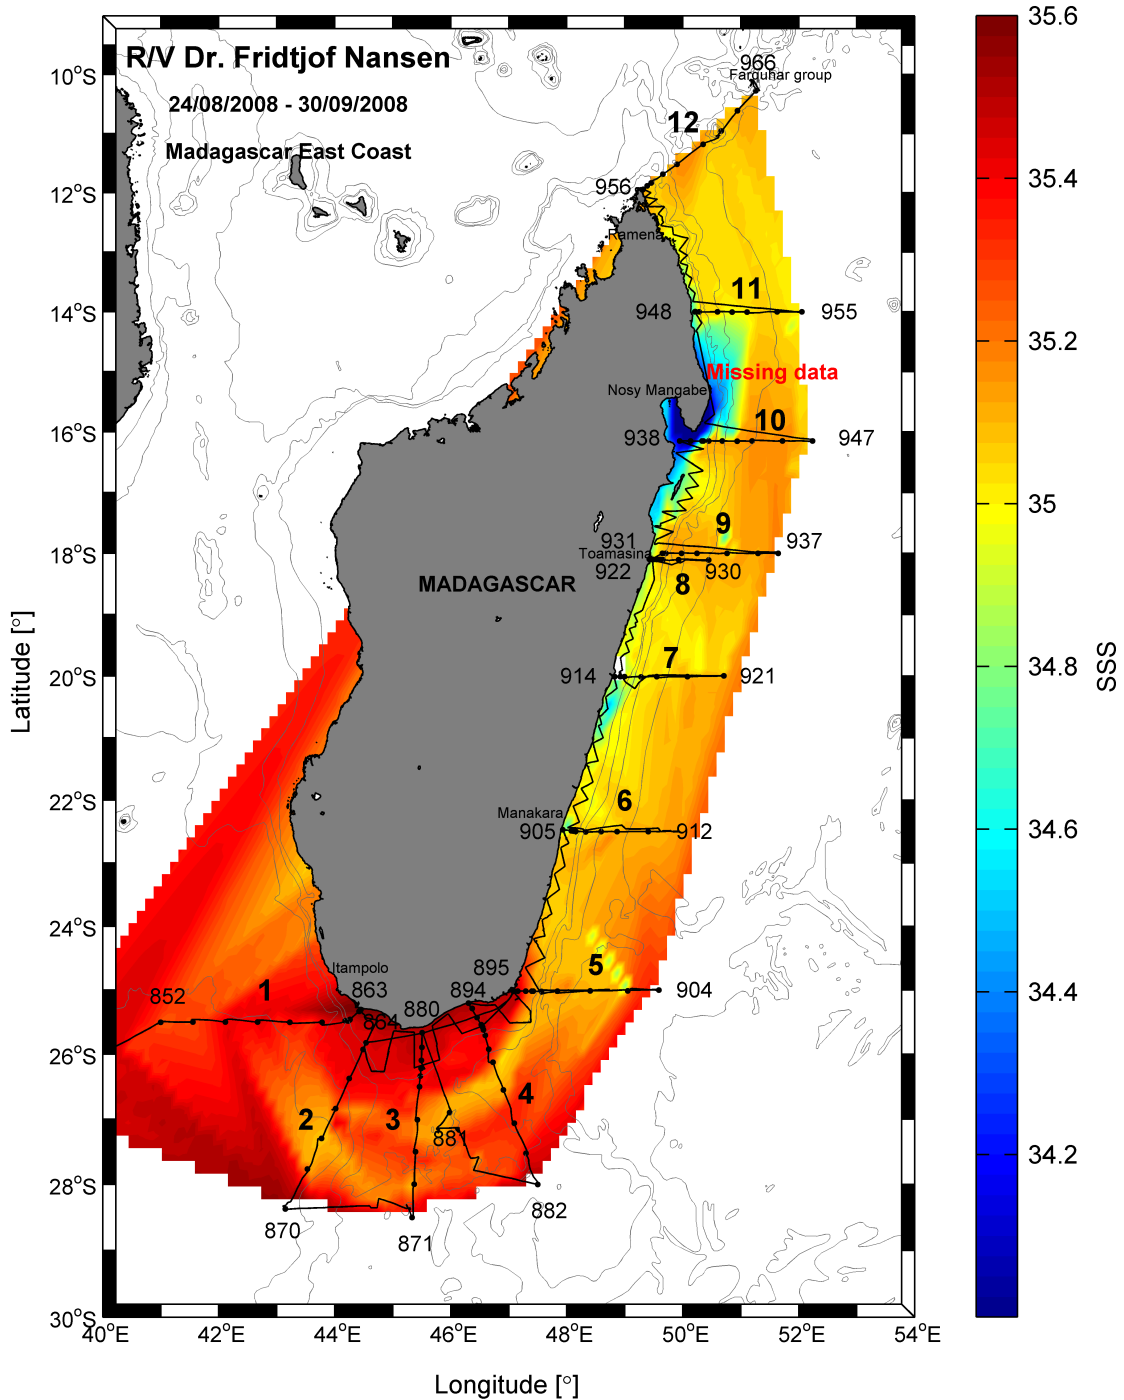 R/V Dr. Fridtjof Nansen
24/08/2008 - 30/09/2008
Madagascar East Coast
966
Farquhar group
12
956
Ramena
11
948
955
Missing data
Nosy Mangabe
10
938
947
9
931
937
Toamasina
922
930
8
MADAGASCAR
7
914
921
6
Manakara
905
912
5
895
Itampolo
1
863
894
904
852
880
864
4
2
3
881
870
882
871
10°S
12°S
14°S
16°S
18°S
20°S
22°S
24°S
26°S
28°S
30°S
Latitude [°]
40°E
42°E
44°E
46°E
48°E
50°E
52°E
54°E
Longitude [°]
35.6
35.4
35.2
35
34.8
34.6
34.4
34.2
SSS